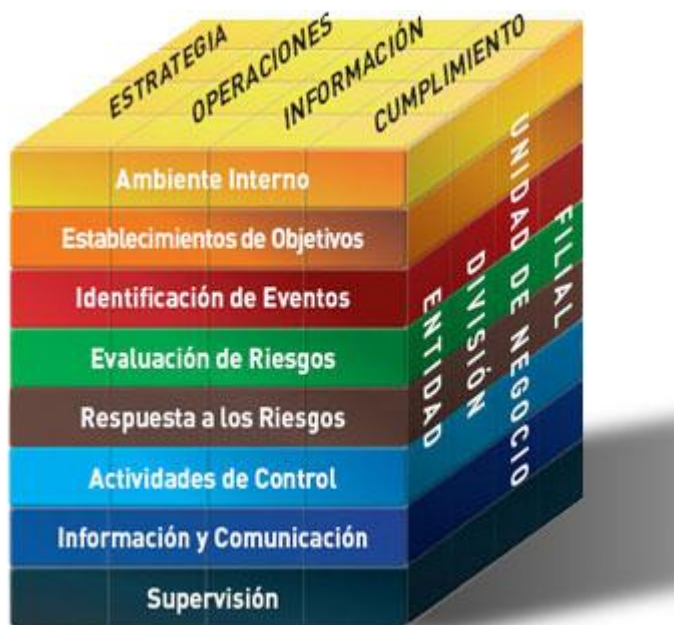 ESTRATEGIA
OPERACIONES
INFORMACIÓN
CUMPLIMIENTO
Ambiente Interno
Establecimientos de Objetivos
Identificación de Eventos
Evaluación de Riesgos
Respuesta a los Riesgos
Actividades de Control
Información y Comunicación
Supervisión
ENTIDAD
DIVISIÓN
UNIDAD DE NEGOCIO
FILIAL